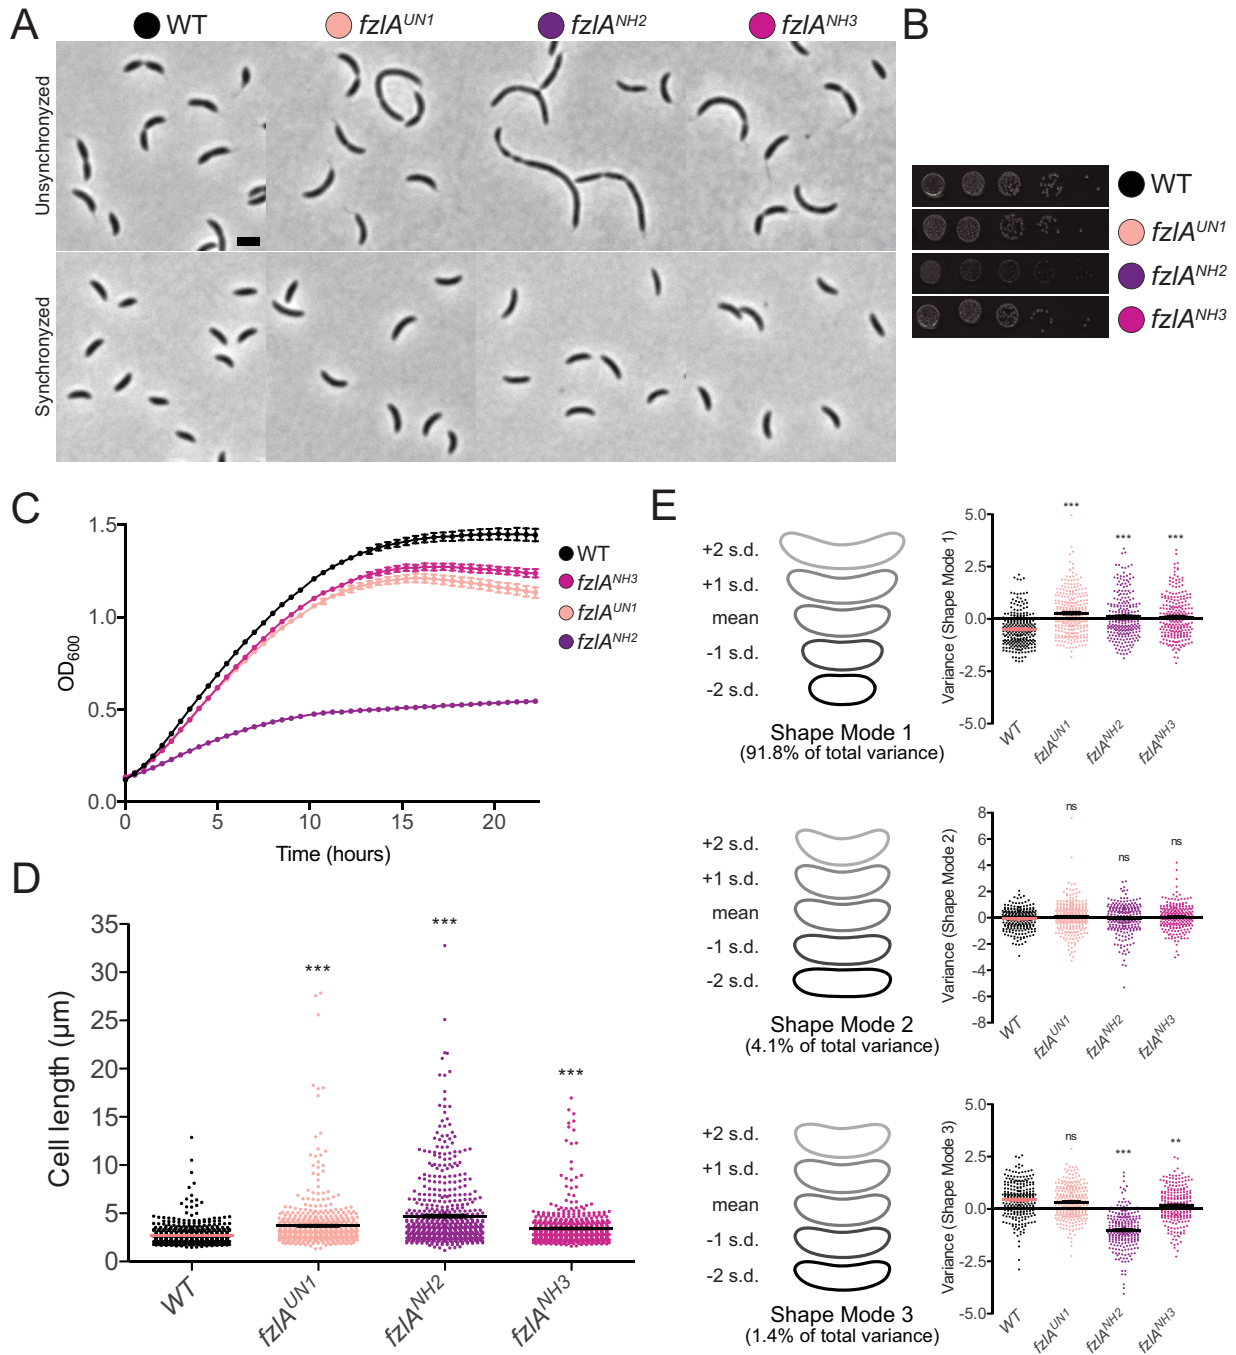 A
WT
fzlA^UN1
fzlA^NH2
fzlA^NH3
Unsynchronyzed
Synchronyzed
B
WT
fzlA^UN1
fzlA^NH2
fzlA^NH3
C
1.5
1.0
0.5
0.0
OD600
0 5 10 15 20
Time (hours)
WT
fzlA^NH3
fzlA^UN1
fzlA^NH2
D
35
30
25
20
15
10
5
0
Cell length (µm)
***
***
***
WT
fzlA^UN1
fzlA^NH2
fzlA^NH3
E
+2 s.d.
+1 s.d.
mean
-1 s.d.
-2 s.d.
Shape Mode 1
(91.8% of total variance)
Variance (Shape Mode 1)
5.0
2.5
0.0
-2.5
-5.0
*** *** ***
WT fzlA^UN1 fzlA^NH2 fzlA^NH3
+2 s.d.
+1 s.d.
mean
-1 s.d.
-2 s.d.
Shape Mode 2
(4.1% of total variance)
Variance (Shape Mode 2)
8
6
4
2
0
-2
-4
-6
-8
ns ns ns
WT fzlA^UN1 fzlA^NH2 fzlA^NH3
+2 s.d.
+1 s.d.
mean
-1 s.d.
-2 s.d.
Shape Mode 3
(1.4% of total variance)
Variance (Shape Mode 3)
5.0
2.5
0.0
-2.5
-5.0
ns *** **
WT fzlA^UN1 fzlA^NH2 fzlA^NH3